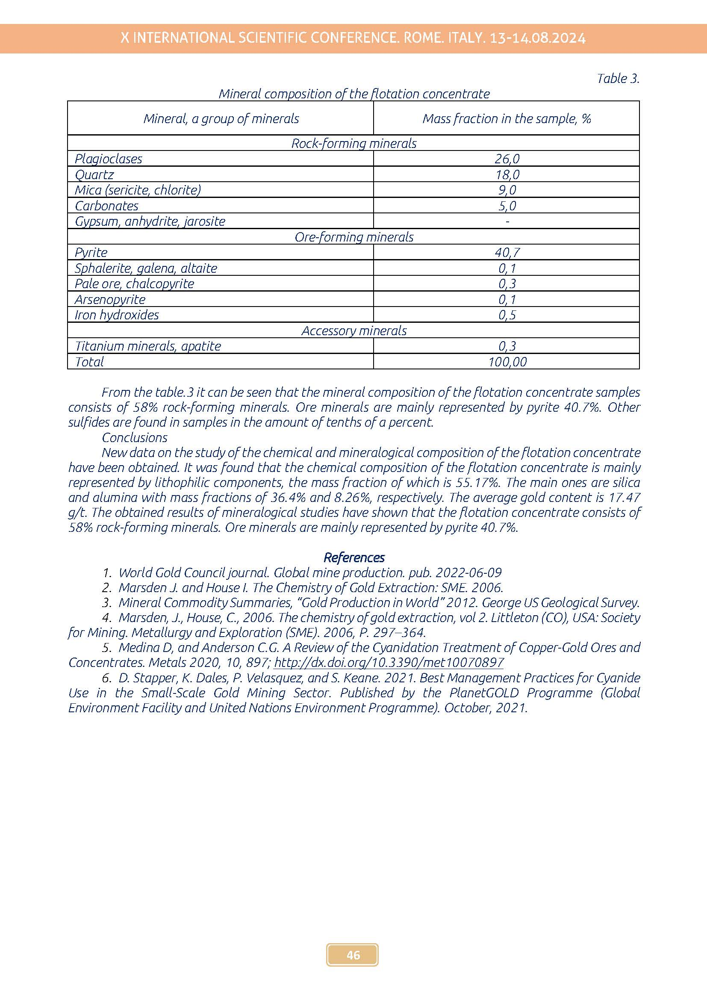 X INTERNATIONAL SCIENTIFIC CONFERENCE. ROME. ITALY. 13-14.08.2024
Table 3.
Mineral composition of the flotation concentrate
Mineral, a group of minerals Mass fraction in the sample, %
Rock-forming minerals
Plagioclases 26,0
Quartz 18,0
Mica (sericite, chlorite) 9,0
Carbonates 5,0
Gypsum, anhydrite, jarosite -
Ore-forming minerals
Pyrite 40,7
Sphalerite, galena, altaite 0,1
Pale ore, chalcopyrite 0,3
Arsenopyrite 0,1
Iron hydroxides 0,5
Accessory minerals
Titanium minerals, apatite 0,3
Total 100,00
From the table.3 it can be seen that the mineral composition of the flotation concentrate samples
consists of 58% rock-forming minerals. Ore minerals are mainly represented by pyrite 40.7%. Other
sulfides are found in samples in the amount of tenths of a percent.
Conclusions
New data on the study of the chemical and mineralogical composition of the flotation concentrate
have been obtained. It was found that the chemical composition of the flotation concentrate is mainly
represented by lithophilic components, the mass fraction of which is 55.17%. The main ones are silica
and alumina with mass fractions of 36.4% and 8.26%, respectively. The average gold content is 17.47
g/t. The obtained results of mineralogical studies have shown that the flotation concentrate consists of
58% rock-forming minerals. Ore minerals are mainly represented by pyrite 40.7%.
References
1. World Gold Council journal. Global mine production. pub. 2022-06-09
2. Marsden J. and House I. The Chemistry of Gold Extraction: SME. 2006.
3. Mineral Commodity Summaries, “Gold Production in World” 2012. George US Geological Survey.
4. Marsden, J., House, C., 2006. The chemistry of gold extraction, vol 2. Littleton (CO), USA: Society
for Mining. Metallurgy and Exploration (SME). 2006, P. 297–364.
5. Medina D, and Anderson C.G. A Review of the Cyanidation Treatment of Copper-Gold Ores and
Concentrates. Metals 2020, 10, 897; http://dx.doi.org/10.3390/met10070897
6. D. Stapper, K. Dales, P. Velasquez, and S. Keane. 2021. Best Management Practices for Cyanide
Use in the Small-Scale Gold Mining Sector. Published by the PlanetGOLD Programme (Global
Environment Facility and United Nations Environment Programme). October, 2021.
46